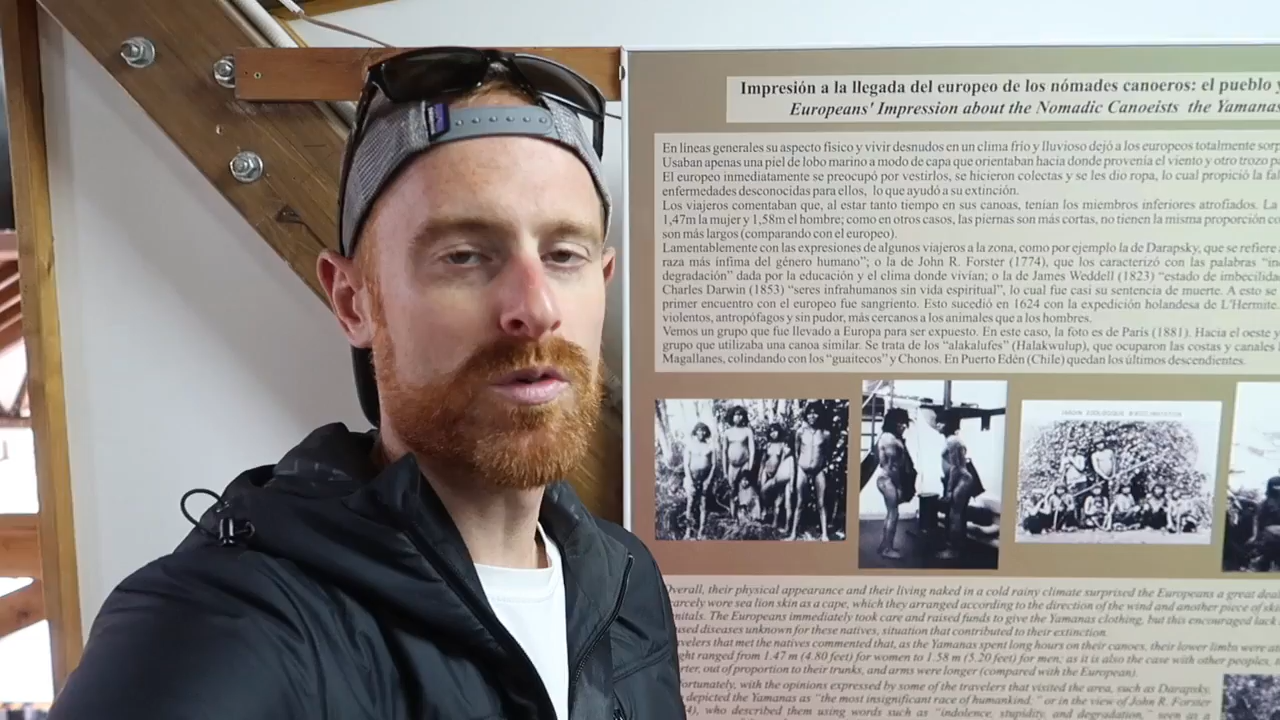 Impresión a la llegada del europeo de los nómades canoeros: el pueblo
Europeans' Impression about the Nomadic Canoeists the Yamanas
En líneas generales su aspecto físico y vivir desnudos en un clima frío y lluvioso dejó a los europeos totalmente
Usaban apenas una piel de lobo marino a modo de capa que orientaban hacia donde provenía el viento y otro trozo
El europeo inmediatamente se preocupó por vestirlos, se hicieron colectas y se les dio ropa, lo cual propició la
enfermedades desconocidas para ellos, lo que ayudó a su extinción.
Los viajeros comentaban que, al estar tanto tiempo en sus canoas, tenían los miembros inferiores atrofiados. La
1,47m la mujer y 1,58m el hombre; como en otros casos, las piernas son más cortas, no tienen la misma proporción
son más largos (comparando con el europeo).
Lamentablemente con las expresiones de algunos viajeros a la zona, como por ejemplo la de Darapsky, que se refiere
raza más ínfima del género humano"; o la de John R. Forster (1774), que los caracterizó con las palabras
degradación" dada por la educación y el clima donde vivían; o la de James Weddell (1823) "estado de imbecilidad
Charles Darwin (1853) "seres infrahumanos sin vida espiritual", lo cual fue casi su sentencia de muerte. A esto se
primer encuentro con el europeo fue sangriento. Esto sucedió en 1624 con la expedición holandesa de L'Hermite
violentos, antropófagos y sin pudor, más cercanos a los animales que a los hombres.
Vemos un grupo que fue llevado a Europa para ser expuesto. En este caso, la foto es de París (1881). Hacia el oeste y
grupo que utilizaba una canoa similar. Se trata de los "alakalufes" (Halakwulup), que ocuparon las costas y canales
Magallanes, colindando con los "guaitecos" y Chonos. En Puerto Edén (Chile) quedan los últimos descendientes.
Overall, their physical appearance and their living naked in a cold rainy climate surprised the Europeans a great deal
scarcely wore sea lion skin as a cape, which they arranged according to the direction of the wind and another piece of
The Europeans immediately took care and raised funds to give the Yamanas clothing, but this encouraged lack
diseases unknown for these natives, situation that contributed to their extinction.
that met the natives commented that, as the Yamanas spent long hours on their canoes, their lower limbs were
ranged from 1.47 m (4.80 feet) for women to 1.58 m (5.20 feet) for men; as it is also the case with other peoples,
out of proportion to their trunks, and arms were longer (compared with the European).
with the opinions expressed by some of the travelers that visited the area, such as Darapsky,
depicted the Yamanas as "the most insignificant race of humankind," or in the view of John R. Forster
who described them using words such as "indolence, stupidity, and degradation," seen